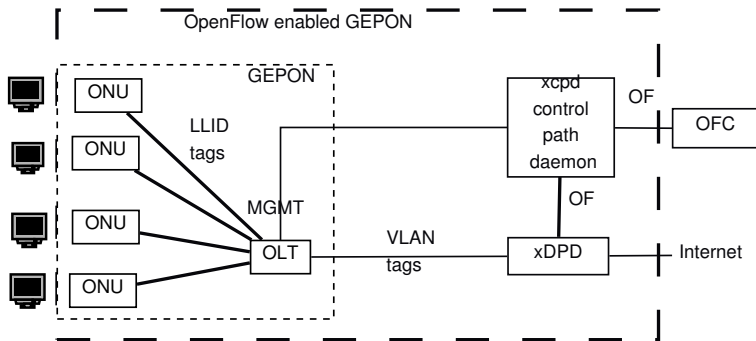 OpenFlow enabled GEPON
GEPON
ONU
LLID
tags
ONU
ONU
ONU
MGMT
OLT
VLAN
tags
xcpd
control
path
daemon
OF
OFC
OF
xDPD
Internet